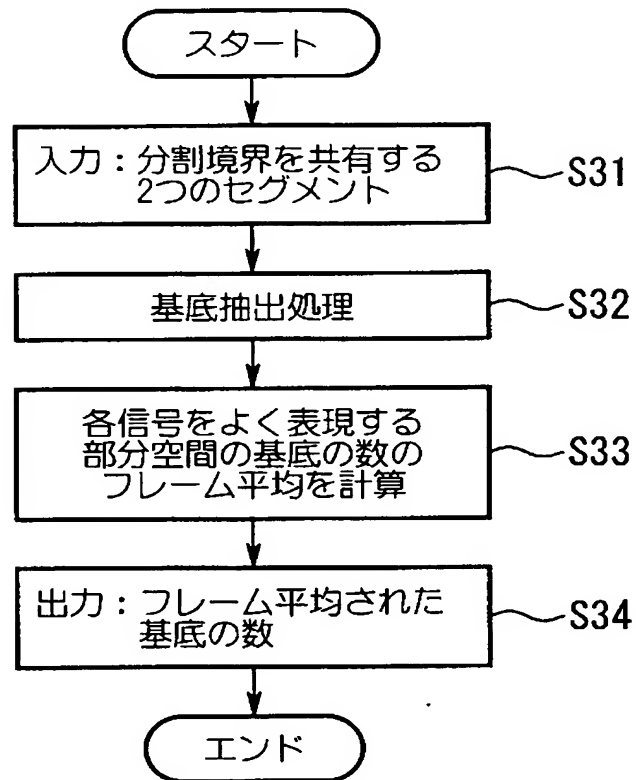 スタート
入力：分割境界を共有する
2つのセグメント
S31
基底抽出処理
S32
各信号をよく表現する
部分空間の基底の数の
フレーム平均を計算
S33
出力：フレーム平均された
基底の数
S34
エンド